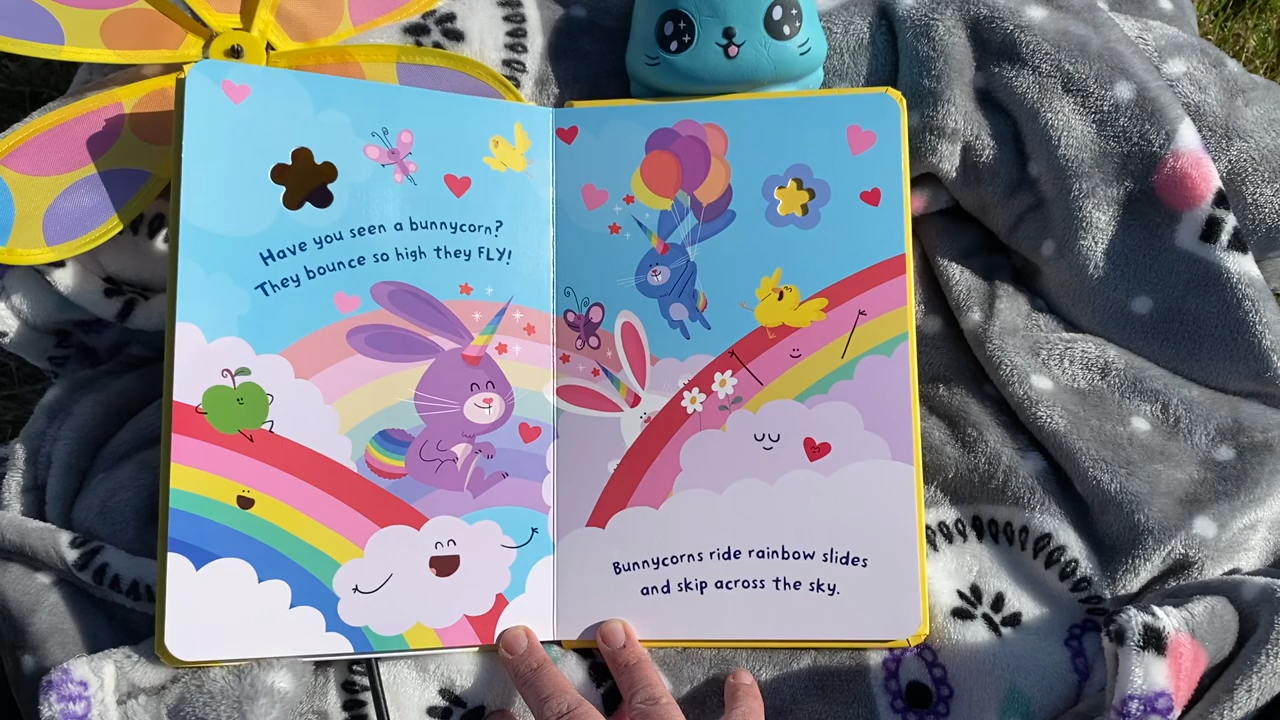 Have you seen a bunnycorn?
They bounce so high they FLY!
Bunnycorns ride rainbow slides
and skip across the sky.